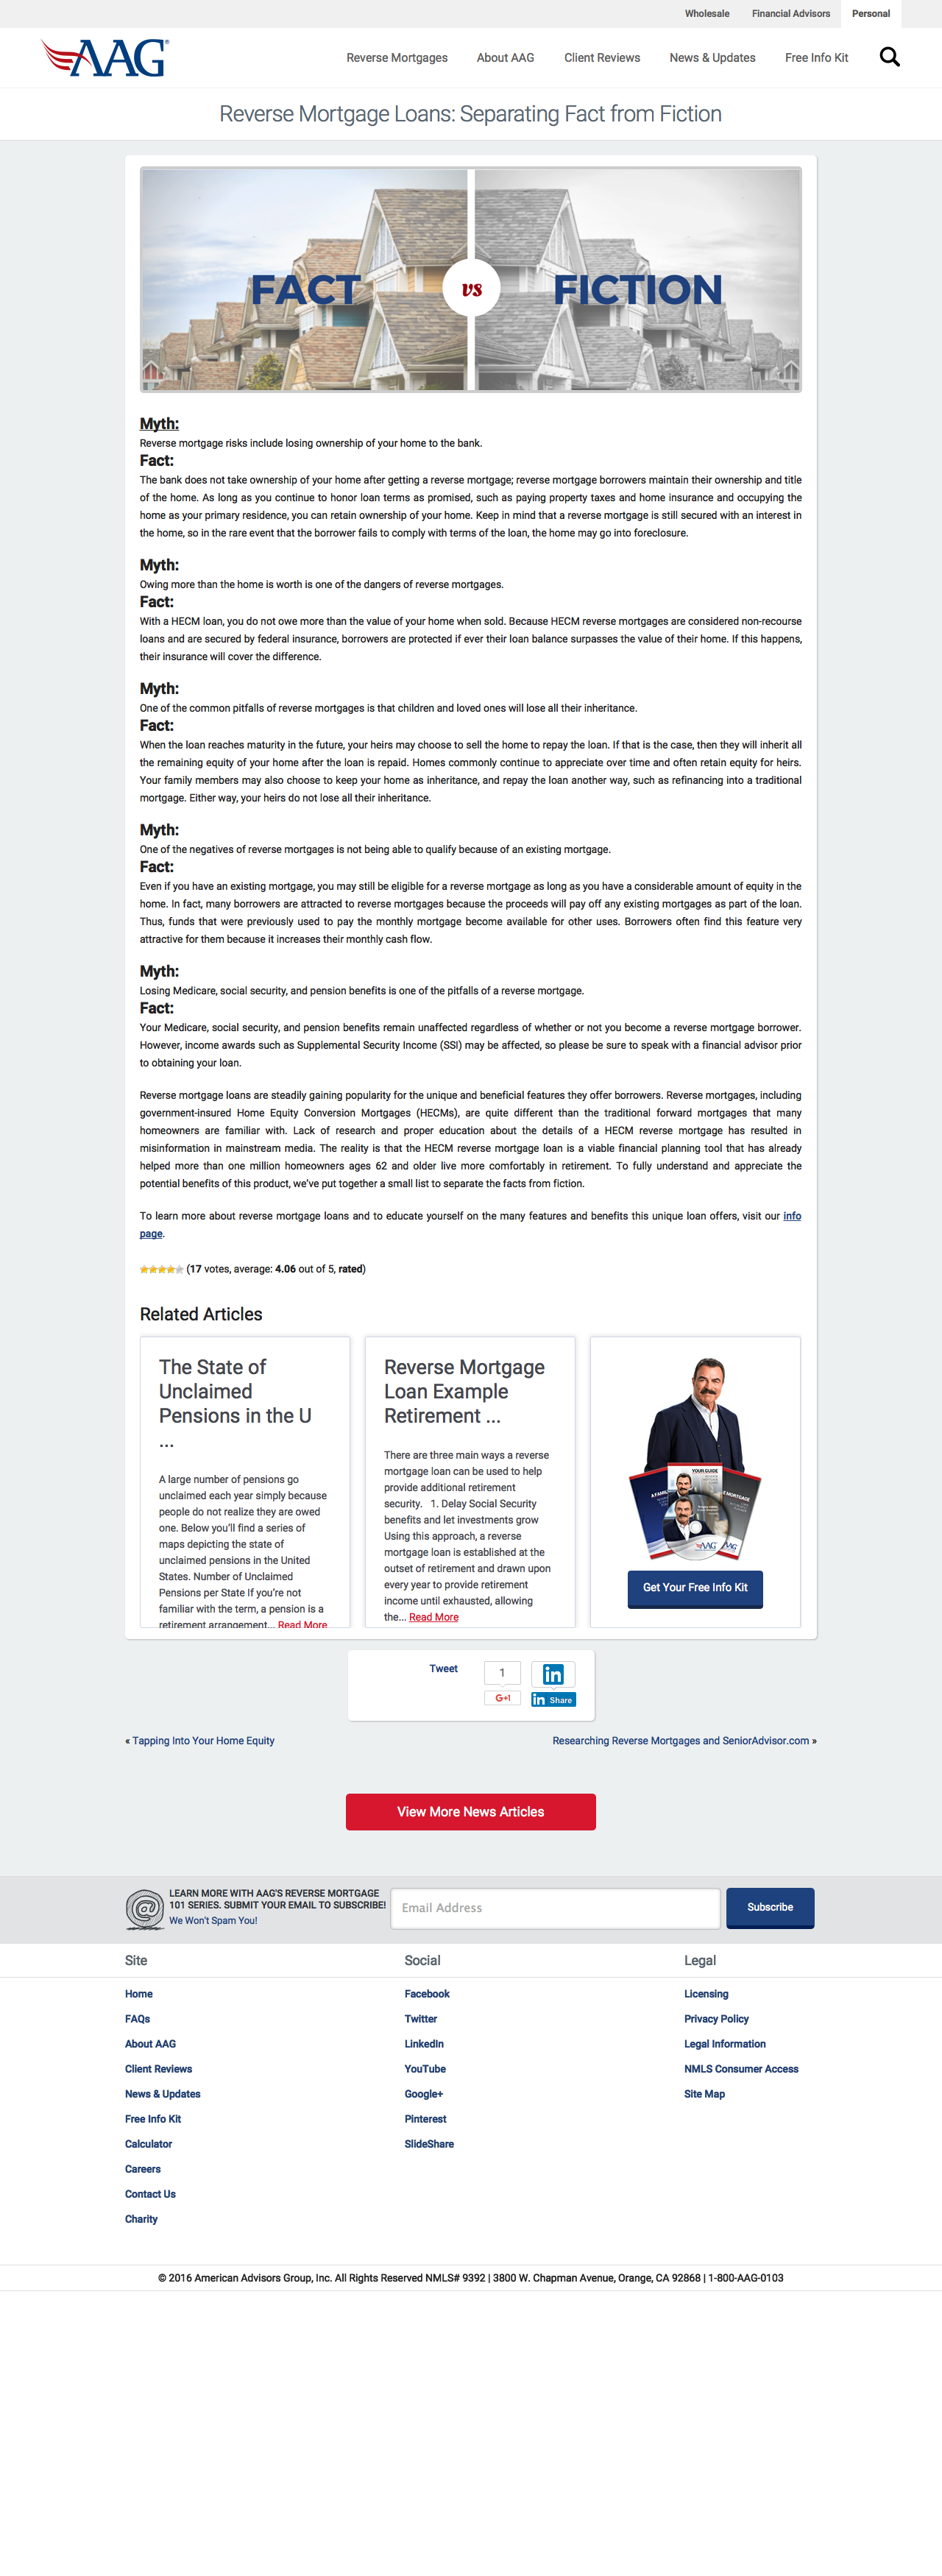 Wholesale Financial Advisors Personal
AAG®
Reverse Mortgages About AAG Client Reviews News & Updates Free Info Kit
Reverse Mortgage Loans: Separating Fact from Fiction
FACT vs FICTION
Myth:
Reverse mortgage risks include losing ownership of your home to the bank.
Fact:
The bank does not take ownership of your home after getting a reverse mortgage; reverse mortgage borrowers maintain their ownership and title
of the home. As long as you continue to honor loan terms as promised, such as paying property taxes and home insurance and occupying the
home as your primary residence, you can retain ownership of your home. Keep in mind that a reverse mortgage is still secured with an interest in
the home, so in the rare event that the borrower fails to comply with terms of the loan, the home may go into foreclosure.
Myth:
Owing more than the home is worth is one of the dangers of reverse mortgages.
Fact:
With a HECM loan, you do not owe more than the value of your home when sold. Because HECM reverse mortgages are considered non-recourse
loans and are secured by federal insurance, borrowers are protected if ever their loan balance surpasses the value of their home. If this happens,
their insurance will cover the difference.
Myth:
One of the common pitfalls of reverse mortgages is that children and loved ones will lose all their inheritance.
Fact:
When the loan reaches maturity in the future, your heirs may choose to sell the home to repay the loan. If that is the case, then they will inherit all
the remaining equity of your home after the loan is repaid. Homes commonly continue to appreciate over time and often retain equity for heirs.
Your family members may also choose to keep your home as inheritance, and repay the loan another way, such as refinancing into a traditional
mortgage. Either way, your heirs do not lose all their inheritance.
Myth:
One of the negatives of reverse mortgages is not being able to qualify because of an existing mortgage.
Fact:
Even if you have an existing mortgage, you may still be eligible for a reverse mortgage as long as you have a considerable amount of equity in the
home. In fact, many borrowers are attracted to reverse mortgages because the proceeds will pay off any existing mortgages as part of the loan.
Thus, funds that were previously used to pay the monthly mortgage become available for other uses. Borrowers often find this feature very
attractive for them because it increases their monthly cash flow.
Myth:
Losing Medicare, social security, and pension benefits is one of the pitfalls of a reverse mortgage.
Fact:
Your Medicare, social security, and pension benefits remain unaffected regardless of whether or not you become a reverse mortgage borrower.
However, income awards such as Supplemental Security Income (SSI) may be affected, so please be sure to speak with a financial advisor prior
to obtaining your loan.
Reverse mortgage loans are steadily gaining popularity for the unique and beneficial features they offer borrowers. Reverse mortgages, including
government-insured Home Equity Conversion Mortgages (HECMs), are quite different than the traditional forward mortgages that many
homeowners are familiar with. Lack of research and proper education about the details of a HECM reverse mortgage has resulted in
misinformation in mainstream media. The reality is that the HECM reverse mortgage loan is a viable financial planning tool that has already
helped more than one million homeowners ages 62 and older live more comfortably in retirement. To fully understand and appreciate the
potential benefits of this product, we've put together a small list to separate the facts from fiction.
To learn more about reverse mortgage loans and to educate yourself on the many features and benefits this unique loan offers, visit our info
page.
(17 votes, average: 4.06 out of 5, rated)
Related Articles
The State of
Unclaimed
Pensions in the U
...
A large number of pensions go
unclaimed each year simply because
people do not realize they are owed
one. Below you'll find a series of
maps depicting the state of
unclaimed pensions in the United
States. Number of Unclaimed
Pensions per State If you're not
familiar with the term, a pension is a
retirement arrangement... Read More
Reverse Mortgage
Loan Example
Retirement ...
There are three main ways a reverse
mortgage loan can be used to help
provide additional retirement
security. 1. Delay Social Security
benefits and let investments grow
Using this approach, a reverse
mortgage loan is established at the
outset of retirement and drawn upon
every year to provide retirement
income until exhausted, allowing
the... Read More
YOUR GUIDE
AAG
Get Your Free Info Kit
Tweet
1
G+1
in
in Share
« Tapping Into Your Home Equity
Researching Reverse Mortgages and SeniorAdvisor.com »
View More News Articles
LEARN MORE WITH AAG'S REVERSE MORTGAGE
101 SERIES. SUBMIT YOUR EMAIL TO SUBSCRIBE!
We Won't Spam You!
Email Address
Subscribe
Site
Home
FAQs
About AAG
Client Reviews
News & Updates
Free Info Kit
Calculator
Careers
Contact Us
Charity
Social
Facebook
Twitter
LinkedIn
YouTube
Google+
Pinterest
SlideShare
Legal
Licensing
Privacy Policy
Legal Information
NMLS Consumer Access
Site Map
© 2016 American Advisors Group, Inc. All Rights Reserved NMLS# 9392 | 3800 W. Chapman Avenue, Orange, CA 92868 | 1-800-AAG-0103